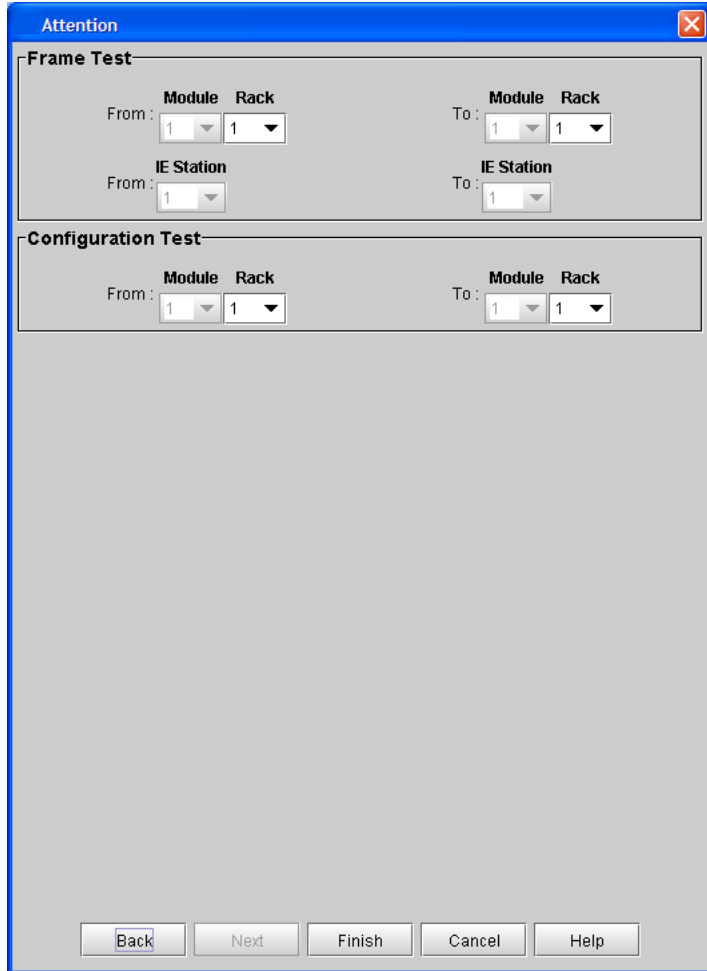 Attention
Frame Test
Module Rack Module Rack
From : 1 1 To : 1 1
IE Station IE Station
From : 1 To : 1
Configuration Test
Module Rack Module Rack
From : 1 1 To : 1 1
Back Next Finish Cancel Help